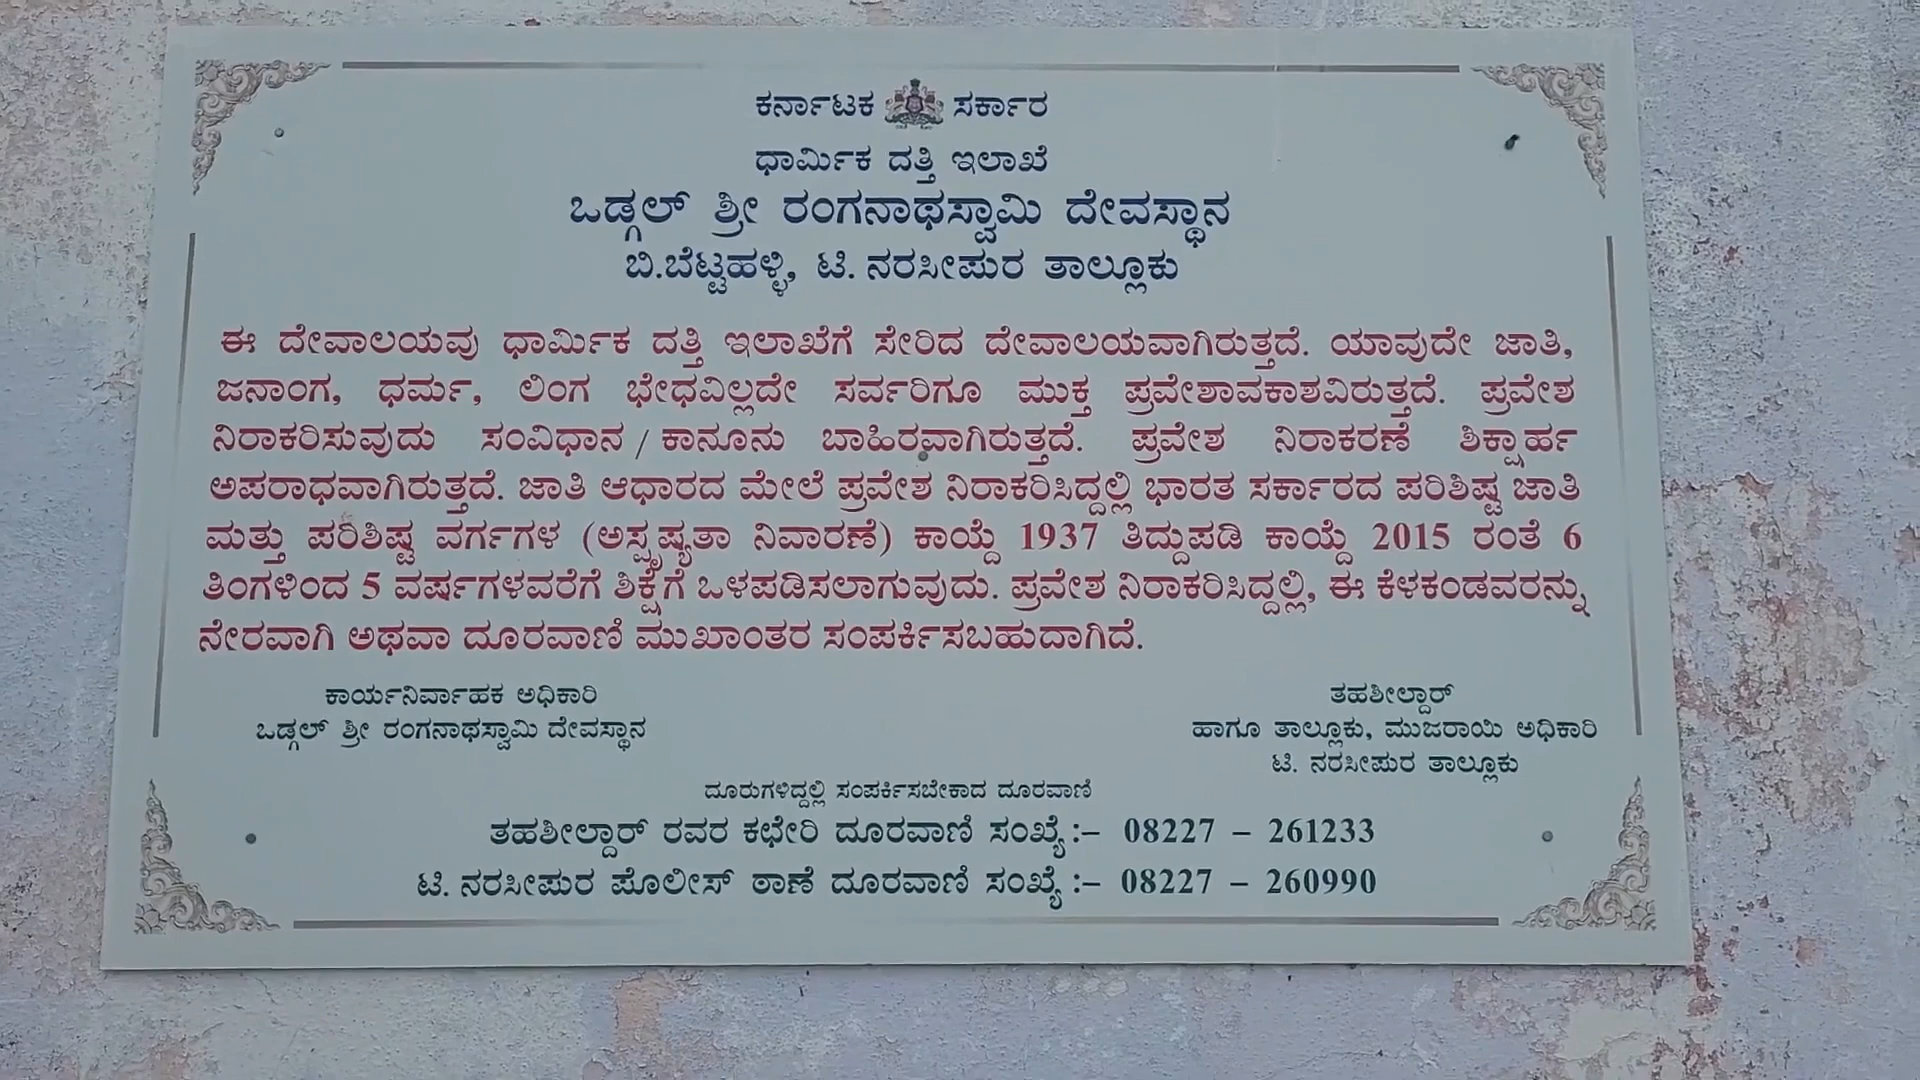 ಕರ್ನಾಟಕ ಸರ್ಕಾರ
ಧಾರ್ಮಿಕ ದತ್ತಿ ಇಲಾಖೆ
ಒಡ್ಗಲ್ ಶ್ರೀ ರಂಗನಾಥಸ್ವಾಮಿ ದೇವಸ್ಥಾನ
ಬಿ.ಬೆಟ್ಟಹಳ್ಳಿ, ಟಿ. ನರಸೀಪುರ ತಾಲ್ಲೂಕು
ಈ ದೇವಾಲಯವು ಧಾರ್ಮಿಕ ದತ್ತಿ ಇಲಾಖೆಗೆ ಸೇರಿದ ದೇವಾಲಯವಾಗಿರುತ್ತದೆ. ಯಾವುದೇ ಜಾತಿ,
ಜನಾಂಗ, ಧರ್ಮ, ಲಿಂಗ ಭೇಧವಿಲ್ಲದೇ ಸರ್ವರಿಗೂ ಮುಕ್ತ ಪ್ರವೇಶಾವಕಾಶವಿರುತ್ತದೆ. ಪ್ರವೇಶ
ನಿರಾಕರಿಸುವುದು ಸಂವಿಧಾನ / ಕಾನೂನು ಬಾಹಿರವಾಗಿರುತ್ತದೆ. ಪ್ರವೇಶ ನಿರಾಕರಣೆ ಶಿಕ್ಷಾರ್ಹ
ಅಪರಾಧವಾಗಿರುತ್ತದೆ. ಜಾತಿ ಆಧಾರದ ಮೇಲೆ ಪ್ರವೇಶ ನಿರಾಕರಿಸಿದ್ದಲ್ಲಿ ಭಾರತ ಸರ್ಕಾರದ ಪರಿಶಿಷ್ಟ ಜಾತಿ
ಮತ್ತು ಪರಿಶಿಷ್ಟ ವರ್ಗಗಳ (ಅಸ್ಪೃಷ್ಯತಾ ನಿವಾರಣೆ) ಕಾಯ್ದೆ 1937 ತಿದ್ದುಪಡಿ ಕಾಯ್ದೆ 2015 ರಂತೆ 6
ತಿಂಗಳಿಂದ 5 ವರ್ಷಗಳವರೆಗೆ ಶಿಕ್ಷೆಗೆ ಒಳಪಡಿಸಲಾಗುವುದು. ಪ್ರವೇಶ ನಿರಾಕರಿಸಿದ್ದಲ್ಲಿ, ಈ ಕೆಳಕಂಡವರನ್ನು
ನೇರವಾಗಿ ಅಥವಾ ದೂರವಾಣಿ ಮುಖಾಂತರ ಸಂಪರ್ಕಿಸಬಹುದಾಗಿದೆ.
ಕಾರ್ಯನಿರ್ವಾಹಕ ಅಧಿಕಾರಿ
ಒಡ್ಗಲ್ ಶ್ರೀ ರಂಗನಾಥಸ್ವಾಮಿ ದೇವಸ್ಥಾನ
ತಹಶೀಲ್ದಾರ್
ಹಾಗೂ ತಾಲ್ಲೂಕು, ಮುಜರಾಯಿ ಅಧಿಕಾರಿ
ಟಿ. ನರಸೀಪುರ ತಾಲ್ಲೂಕು
ದೂರುಗಳಿದ್ದಲ್ಲಿ ಸಂಪರ್ಕಿಸಬೇಕಾದ ದೂರವಾಣಿ
ತಹಶೀಲ್ದಾರ್ ರವರ ಕಛೇರಿ ದೂರವಾಣಿ ಸಂಖ್ಯೆ :– 08227 – 261233
ಟಿ. ನರಸೀಪುರ ಪೊಲೀಸ್ ಠಾಣೆ ದೂರವಾಣಿ ಸಂಖ್ಯೆ :– 08227 – 260990